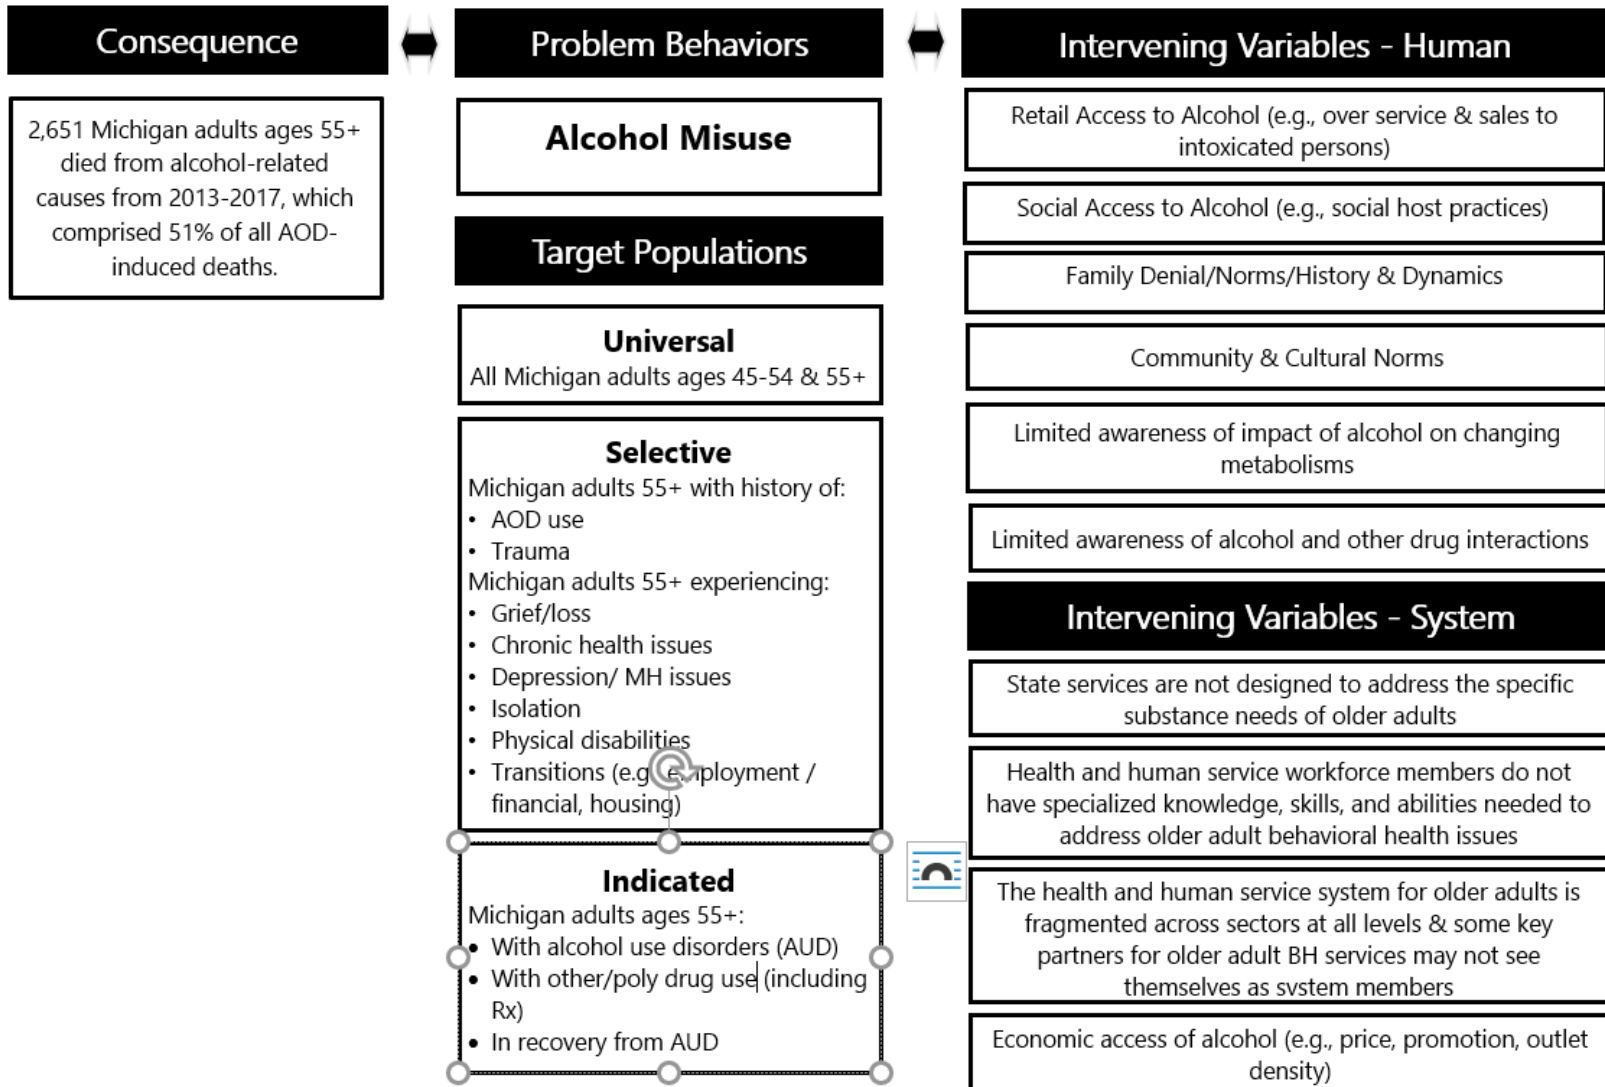 Consequence
2,651 Michigan adults ages 55+
died from alcohol-related
causes from 2013-2017, which
comprised 51% of all AOD-
induced deaths.
Problem Behaviors
Alcohol Misuse
Target Populations
Universal
All Michigan adults ages 45-54 & 55+
Selective
Michigan adults 55+ with history of:
• AOD use
• Trauma
Michigan adults 55+ experiencing:
• Grief/loss
• Chronic health issues
• Depression/ MH issues
• Isolation
• Physical disabilities
• Transitions (e.g. employment /
financial, housing)
Indicated
Michigan adults ages 55+:
• With alcohol use disorders (AUD)
• With other/poly drug use (including
Rx)
• In recovery from AUD
Intervening Variables - Human
Retail Access to Alcohol (e.g., over service & sales to
intoxicated persons)
Social Access to Alcohol (e.g., social host practices)
Family Denial/Norms/History & Dynamics
Community & Cultural Norms
Limited awareness of impact of alcohol on changing
metabolisms
Limited awareness of alcohol and other drug interactions
Intervening Variables - System
State services are not designed to address the specific
substance needs of older adults
Health and human service workforce members do not
have specialized knowledge, skills, and abilities needed to
address older adult behavioral health issues
The health and human service system for older adults is
fragmented across sectors at all levels & some key
partners for older adult BH services may not see
themselves as system members
Economic access of alcohol (e.g., price, promotion, outlet
density)